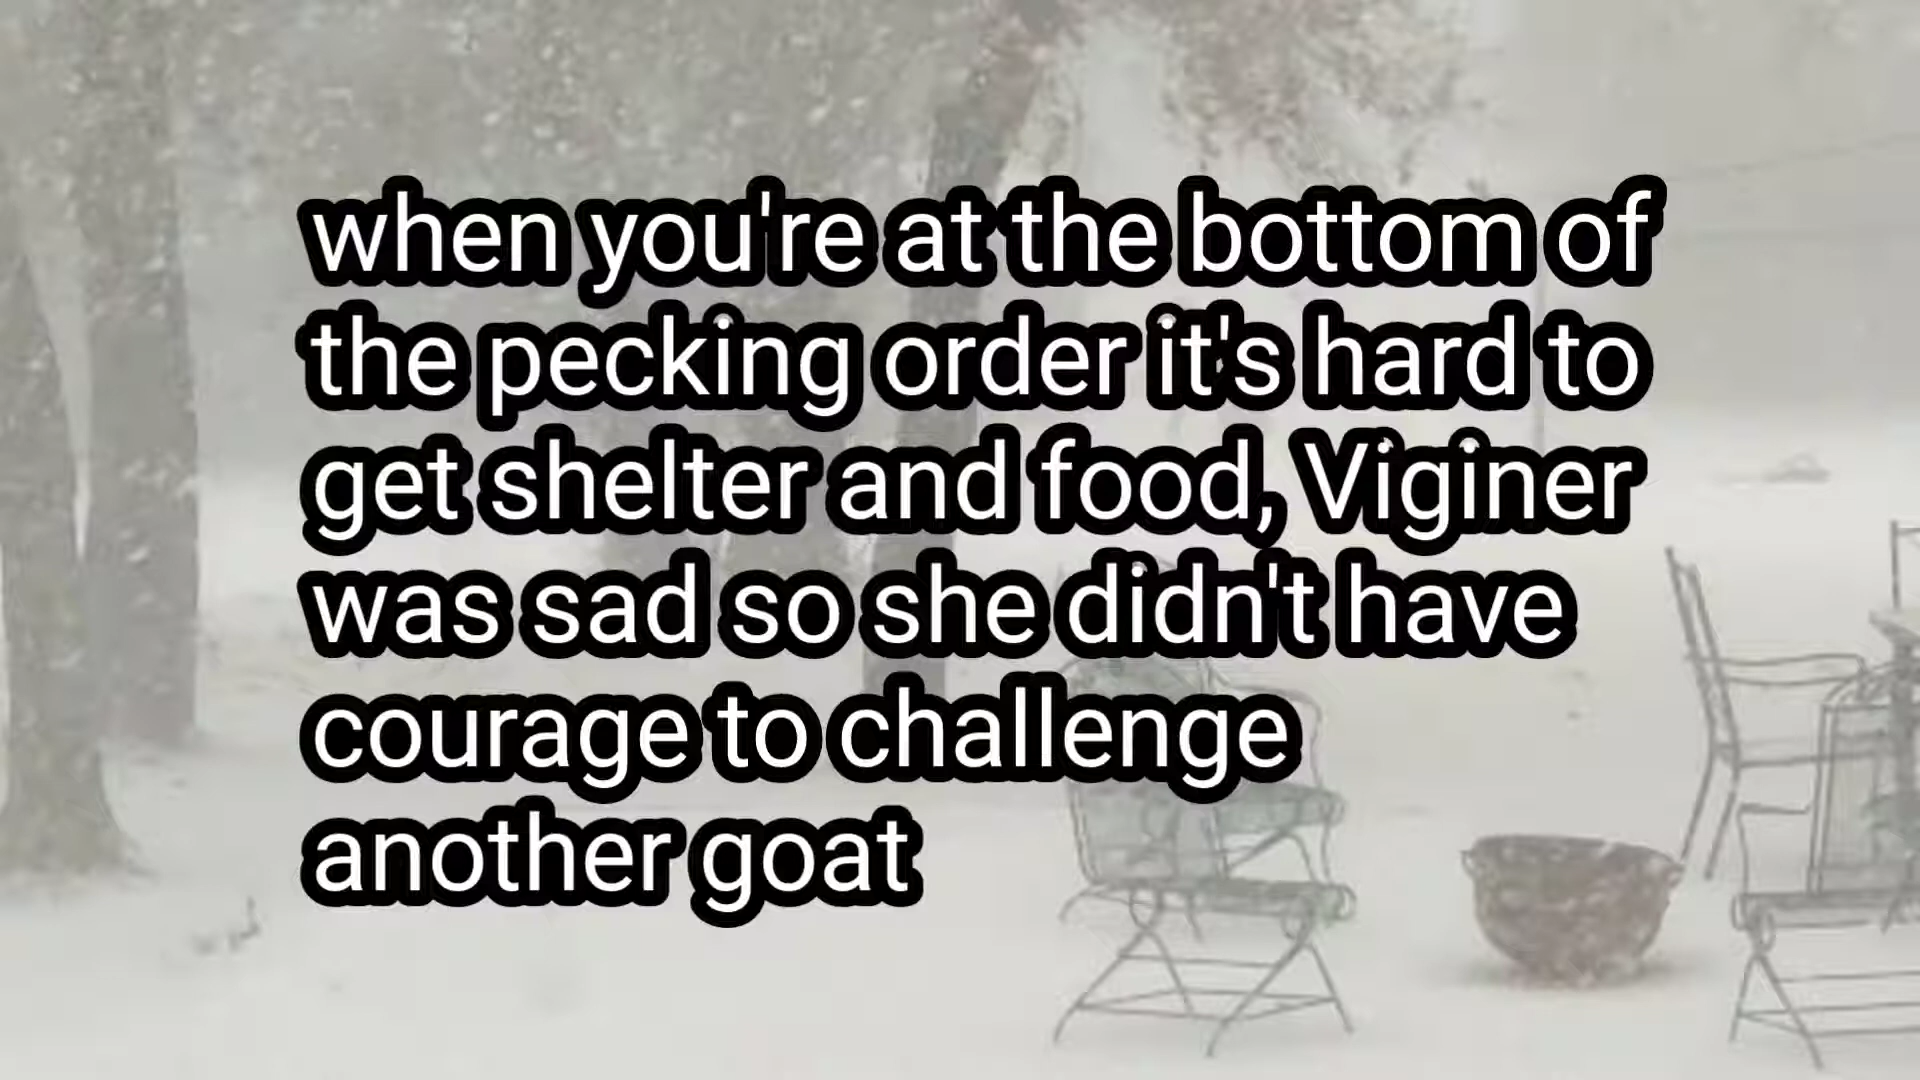 when you're at the bottom of
the pecking order it's hard to
get shelter and food, Viginer
was sad so she didn't have
courage to challenge
another goat